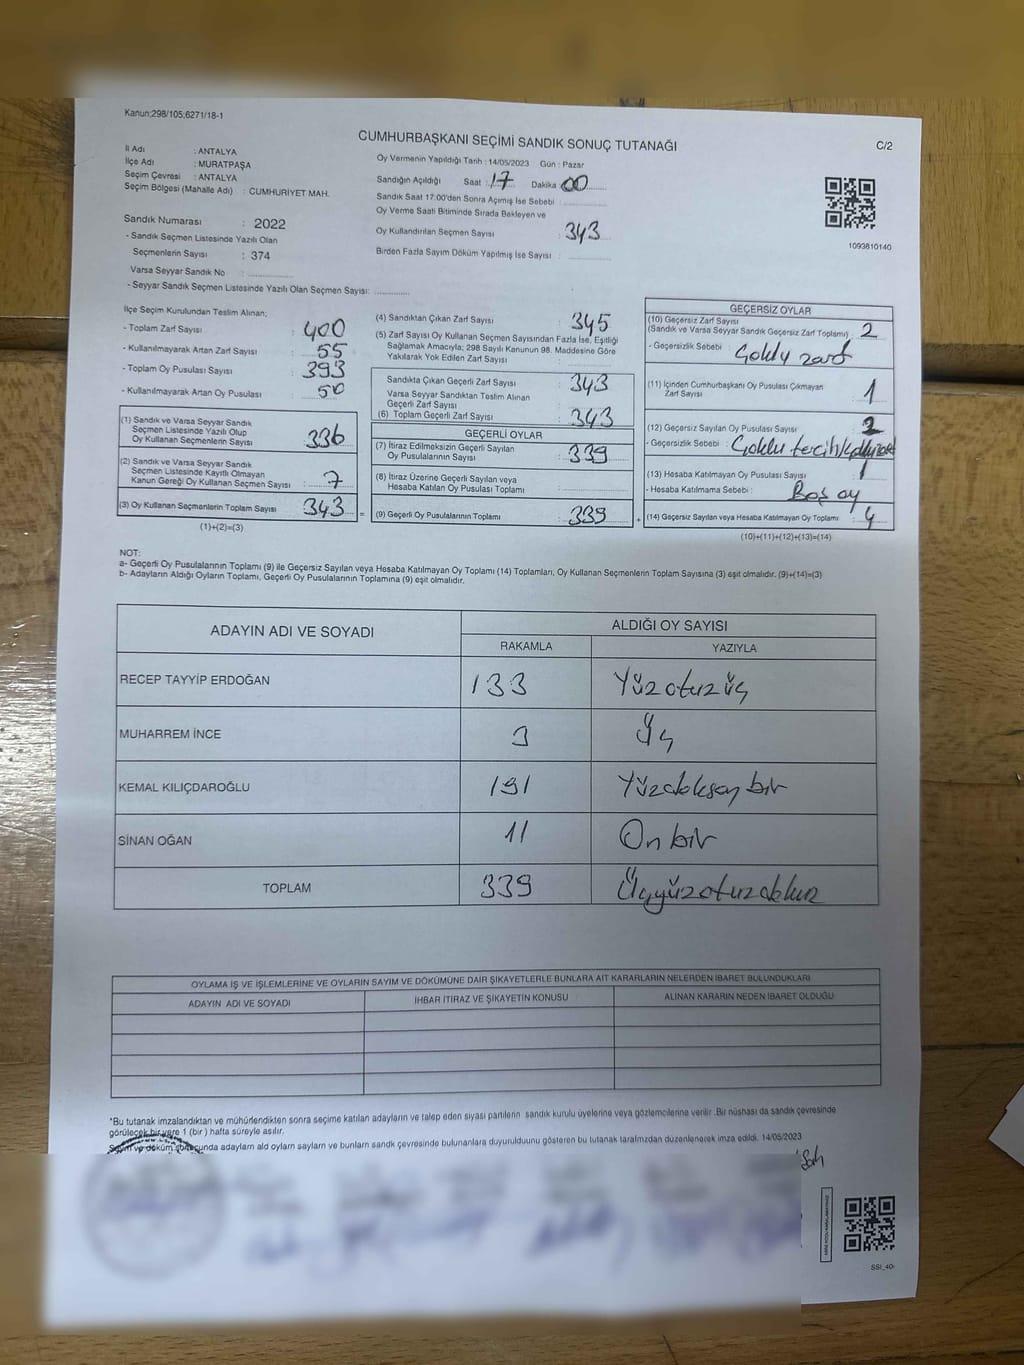 Kanun;298/105;6271/18-1
CUMHURBAŞKANI SEÇİMİ SANDIK SONUÇ TUTANAĞI
C/2
İl Adı : ANTALYA
İlçe Adı : MURATPAŞA
Seçim Çevresi : ANTALYA
Seçim Bölgesi (Mahalle Adı) : CUMHURİYET MAH.
Sandık Numarası : 2022
- Sandık Seçmen Listesinde Yazılı Olan
Seçmenlerin Sayısı : 374
Varsa Seyyar Sandık No :
- Seyyar Sandık Seçmen Listesinde Yazılı Olan Seçmen Sayısı:
Oy Vermenin Yapıldığı Tarih : 14/05/2023 Gün : Pazar
Sandığın Açıldığı Saat : 17 Dakika 00
Sandık Saat 17:00'den Sonra Açımış İse Sebebi :
Oy Verme Saati Bitiminde Sırada Bekleyen ve
Oy Kullandırılan Seçmen Sayısı : 343
Birden Fazla Sayım Döküm Yapılmış İse Sayısı :
1093810140
İlçe Seçim Kurulundan Teslim Alınan;
- Toplam Zarf Sayısı : 400
- Kullanılmayarak Artan Zarf Sayısı : 55
- Toplam Oy Pusulası Sayısı : 393
- Kullanılmayarak Artan Oy Pusulası : 50
(1) Sandık ve Varsa Seyyar Sandık
Seçmen Listesinde Yazılı Olup
Oy Kullanan Seçmenlerin Sayısı : 336
(2) Sandık ve Varsa Seyyar Sandık
Seçmen Listesinde Kayıtlı Olmayan
Kanun Gereği Oy Kullanan Seçmen Sayısı : 7
(3) Oy Kullanan Seçmenlerin Toplam Sayısı : 343
(1)+(2)=(3)
(4) Sandıktan Çıkan Zarf Sayısı : 345
(5) Zarf Sayısı Oy Kullanan Seçmen Sayısından Fazla İse, Eşitliği
Sağlamak Amacıyla; 298 Sayılı Kanunun 98. Maddesine Göre
Yakılarak Yok Edilen Zarf Sayısı :
Sandıkta Çıkan Geçerli Zarf Sayısı : 343
Varsa Seyyar Sandıktan Teslim Alınan
Geçerli Zarf Sayısı :
(6) Toplam Geçerli Zarf Sayısı : 343
GEÇERLİ OYLAR
(7) İtiraz Edilmeksizin Geçerli Sayılan
Oy Pusulalarının Sayısı : 339
(8) İtiraz Üzerine Geçerli Sayılan veya
Hesaba Katılan Oy Pusulası Toplamı :
= (9) Geçerli Oy Pusulalarının Toplamı : 339 +
GEÇERSİZ OYLAR
(10) Geçersiz Zarf Sayısı
(Sandık ve Varsa Seyyar Sandık Geçersiz Zarf Toplamı) 2
- Geçersizlik Sebebi : Çoklu zarf
(11) İçinden Cumhurbaşkanı Oy Pusulası Çıkmayan
Zarf Sayısı : 1
(12) Geçersiz Sayılan Oy Pusulası Sayısı : 2
- Geçersizlik Sebebi : Çoklu tercih/
(13) Hesaba Katılmayan Oy Pusulası Sayısı : 1
- Hesaba Katılmama Sebebi : Boş oy
(14) Geçersiz Sayılan veya Hesaba Katılmayan Oy Toplamı : 4
(10)+(11)+(12)+(13)=(14)
NOT:
a- Geçerli Oy Pusulalarının Toplamı (9) ile Geçersiz Sayılan veya Hesaba Katılmayan Oy Toplamı (14) Toplamları, Oy Kullanan Seçmenlerin Toplam Sayısına (3) eşit olmalıdır. (9)+(14)=(3)
b- Adayların Aldığı Oyların Toplamı, Geçerli Oy Pusulalarının Toplamına (9) eşit olmalıdır.
ADAYIN ADI VE SOYADI ALDIĞI OY SAYISI
RAKAMLA YAZIYLA
RECEP TAYYİP ERDOĞAN 133 Yüzotuzüç
MUHARREM İNCE 3 Üç
KEMAL KILIÇDAROĞLU 191 Yüzdoksan bir
SİNAN OĞAN 11 On bir
TOPLAM 339 Üçyüzotuzdokuz
OYLAMA İŞ VE İŞLEMLERİNE VE OYLARIN SAYIM VE DÖKÜMÜNE DAİR ŞİKAYETLERLE BUNLARA AİT KARARLARIN NELERDEN İBARET BULUNDUKLARI
ADAYIN ADI VE SOYADI İHBAR İTİRAZ VE ŞİKAYETİN KONUSU ALINAN KARARIN NEDEN İBARET OLDUĞU
*Bu tutanak imzalandıktan ve mühürlendikten sonra seçime katılan adayların ve talep eden siyasi partilerin sandık kurulu üyelerine veya gözlemcilerine verilir .Bir nüshası da sandık çevresinde
görülecek bir yere 1 (bir ) hafta süreyle asılır.
Sayım ve döküm sonucunda adayların ald oyların sayların ve bunların sandk çevresinde bulunanlara duyurulduunu gösteren bu tutanak tarafmzdan düzenlenerek imza edildi. 14/05/2023
SSI_40-